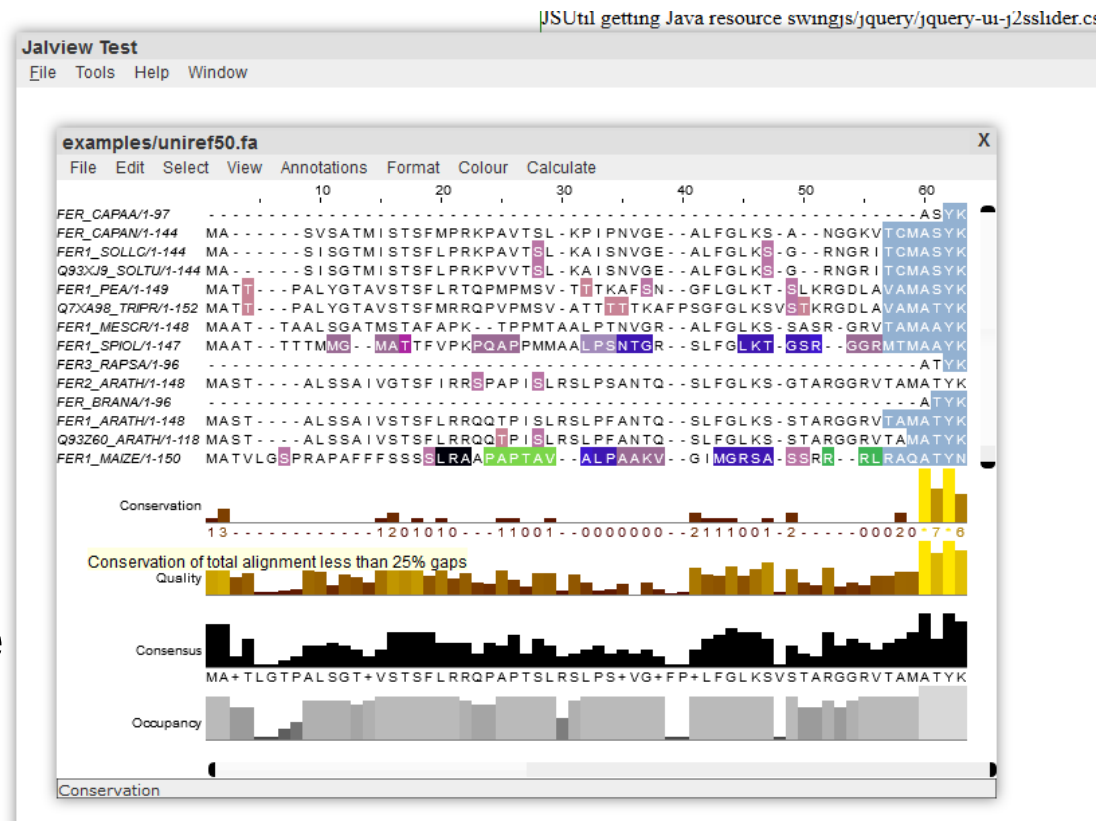 JSUtil getting Java resource swingjs/jquery/jquery-ui-j2sslider.cs
Jalview Test
File Tools Help Window
examples/uniref50.fa X
File Edit Select View Annotations Format Colour Calculate
10 20 30 40 50 60
FER_CAPAA/1-97 - - - - - - - - - - - - - - - - - - - - - - - - - - - - - - - - - - - - - - - - - - - - - - - - - - - - - - - - - - - ASYK
FER_CAPAN/1-144 MA------SVSATMISTSFMPRKPAVTSL-KPIPNVGE--ALFGLKS-A--NGGKVTCMASYK
FER1_SOLLC/1-144 MA------SISGTMISTSFLPRKPAVTSL-KAISNVGE--ALFGLKS-G--RNGRITCMASYK
Q93XJ9_SOLTU/1-144 MA------SISGTMISTSFLPRKPVVTSL-KAISNVGE--ALFGLKS-G--RNGRITCMASYK
FER1_PEA/1-149 MATT----PALYGTAVSTSFLRTQPMPMSV-TTTKAFSN-GFLGLKT-SLKRGDLAVAMASYK
Q7XA98_TRIPR/1-152 MATT----PALYGTAVSTSFMRRQPVPMSV-ATTTTTKAFPSGFGLKSVSTKRGDLAVAMATYK
FER1_MESCR/1-148 MAAT--TAALSGATMSTAFAPK--TPPMTAALPTNVGR--ALFGLKS-SASR-GRVTAMAAYK
FER1_SPIOL/1-147 MAAT--TTTMMG--MATTFVPKPQAPPMMAALPSNTGR--SLFGLKT-GSR--GGRMTMAAYK
FER3_RAPSA/1-96 - - - - - - - - - - - - - - - - - - - - - - - - - - - - - - - - - - - - - - - - - - - - - - - - - - - - - - - - - - - ATYK
FER2_ARATH/1-148 MAST----ALSSAIVGTSFIRRSPAPISLRSLPSANTQ--SLFGLKS-GTARGGRVTAMATYK
FER_BRANA/1-96 - - - - - - - - - - - - - - - - - - - - - - - - - - - - - - - - - - - - - - - - - - - - - - - - - - - - - - - - - - - ATYK
FER1_ARATH/1-148 MAST----ALSSAIVSTSFLRRQQTPISLRSLPFANTQ--SLFGLKS-STARGGRVTAMATYK
Q93Z60_ARATH/1-118 MAST----ALSSAIVSTSFLRRQQTPISLRSLPFANTQ--SLFGLKS-STARGGRVTAMATYK
FER1_MAIZE/1-150 MATVLGSPRAPAFFFSSSSLRAAPAPTAV--ALPAAKV--GIMGRSA-SSRR--RLRAQATYN
Conservation
13------------1201010---11001-0000000--2111001-2-----00020*7*6
Conservation of total alignment less than 25% gaps
Quality
Consensus
MA+TLGTPALSGT+VSTSFLRRQPAPTSLRSLPS+VG+FP+LFGLKSVSTARGGRVTAMATYK
Occupancy
Conservation